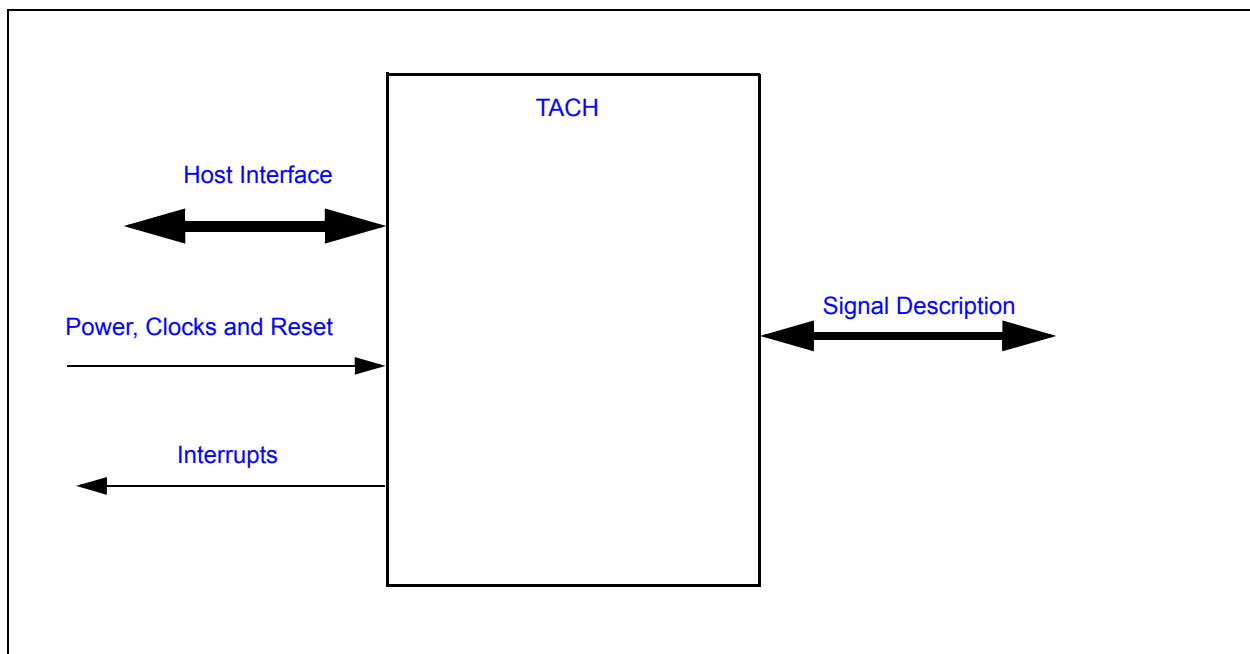 TACH
Host Interface
Signal Description
Power, Clocks and Reset
Interrupts